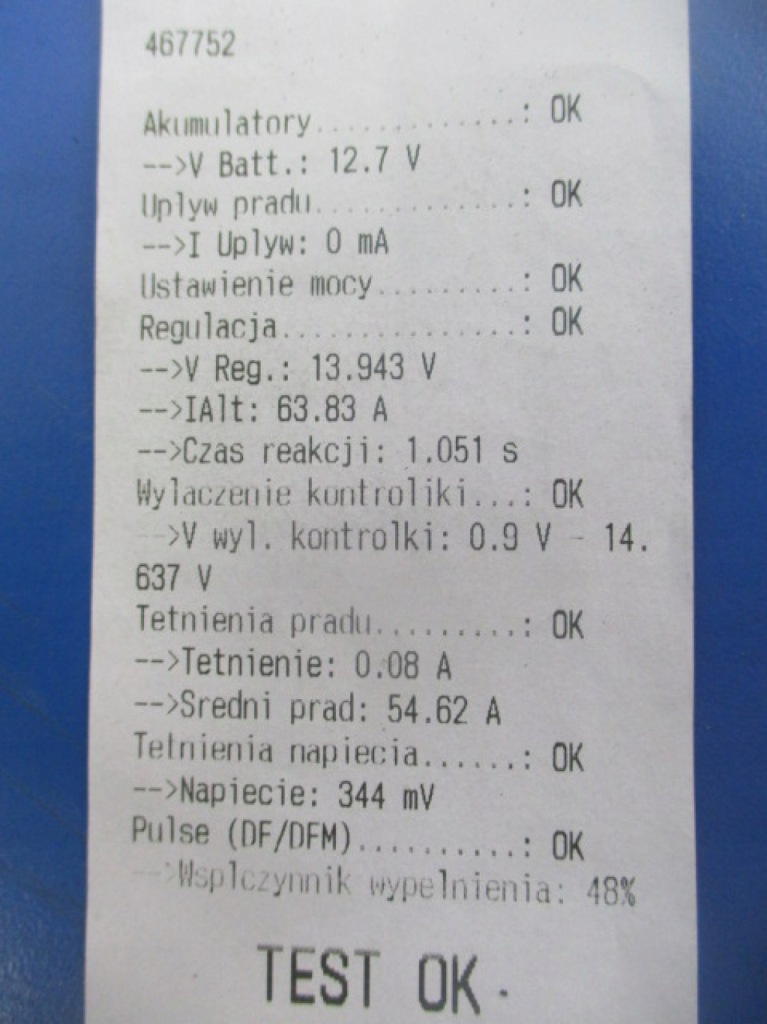 467752
Akumulatory.............: OK
-->V Batt.: 12.7 V
Uplyw pradu.............: OK
-->I Uplyw: 0 mA
Ustawienie mocy.........: OK
Regulacja...............: OK
-->V Reg.: 13.943 V
-->IAlt: 63.83 A
-->Czas reakcji: 1.051 s
Wylaczenie kontroliki...: OK
-->V wyl. kontrolki: 0.9 V - 14.
637 V
Tetnienia pradu.........: OK
-->Tetnienie: 0.08 A
-->Sredni prad: 54.62 A
Tetnienia napiecia......: OK
-->Napiecie: 344 mV
Pulse (DF/DFM)..........: OK
-->Wsplczynnik wypelnienia: 48%
TEST OK.